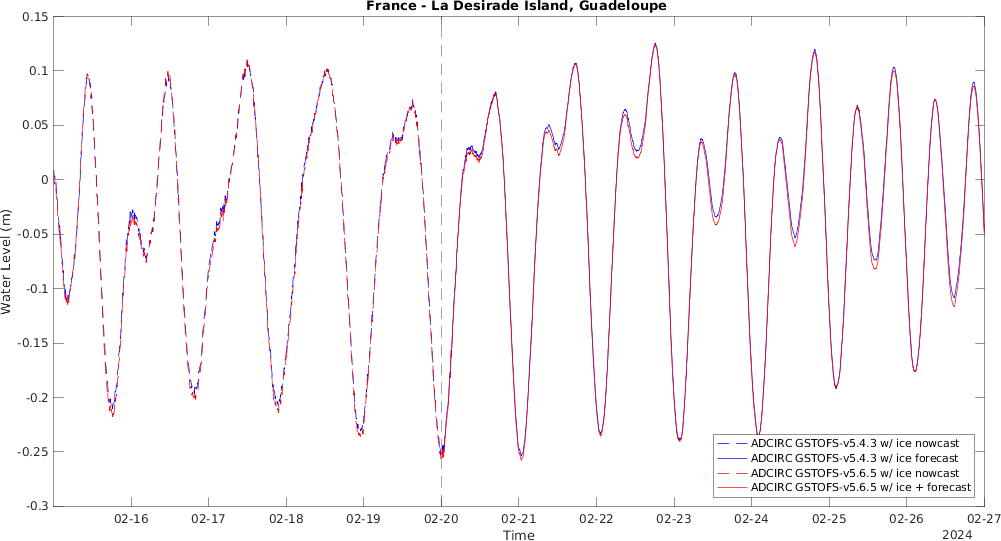 France - La Desirade Island, Guadeloupe
0.15
0.1
0.05
0
-0.05
-0.1
-0.15
-0.2
-0.25
-0.3
Water Level (m)
ADCIRC GSTOFS-v5.4.3 w/ ice nowcast
ADCIRC GSTOFS-v5.4.3 w/ ice forecast
ADCIRC GSTOFS-v5.6.5 w/ ice nowcast
ADCIRC GSTOFS-v5.6.5 w/ ice + forecast
02-16 02-17 02-18 02-19 02-20 02-21 02-22 02-23 02-24 02-25 02-26 02-27
Time
2024